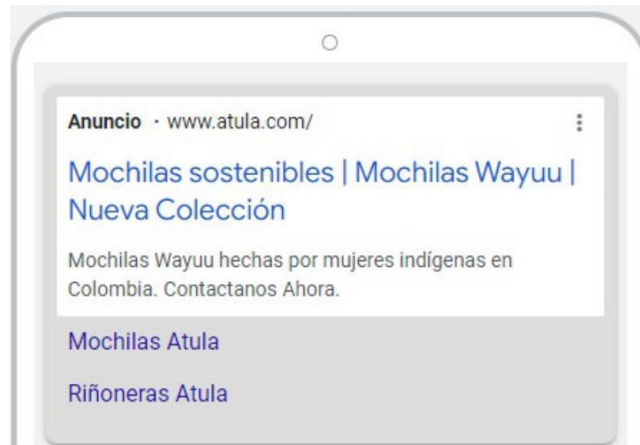 Anuncio · www.atula.com/
Mochilas sostenibles | Mochilas Wayuu |
Nueva Colección
Mochilas Wayuu hechas por mujeres indígenas en
Colombia. Contactanos Ahora.
Mochilas Atula
Riñoneras Atula